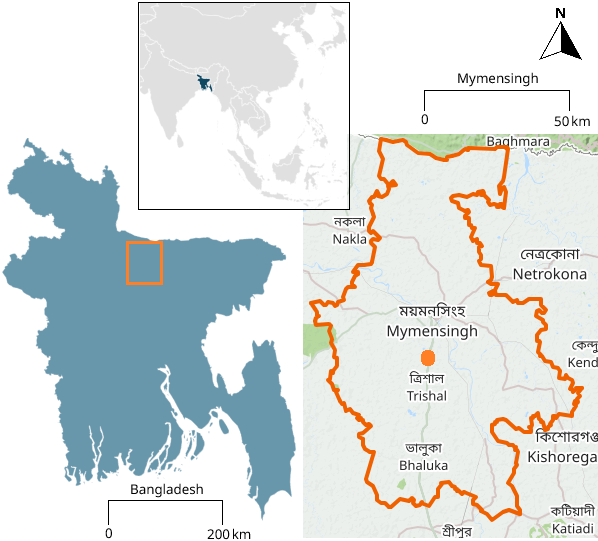 N
Mymensingh
0 50 km
Baghmara
নকলা
Nakla
নেত্রকোনা
Netrokona
ময়মনসিংহ
Mymensingh
কেন্দু
Kend
ত্রিশাল
Trishal
কিশোরগঞ্জ
Kishorega
ভালুকা
Bhaluka
Bangladesh
0 200 km
কটিয়াদী
Katiadi
শ্রীপুর